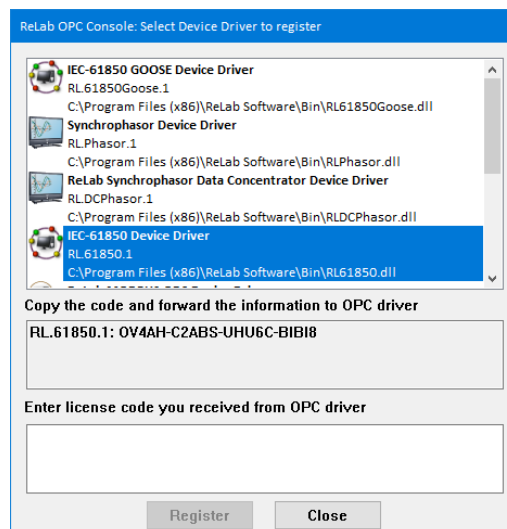 ReLab OPC Console: Select Device Driver to register
IEC-61850 GOOSE Device Driver
RL.61850Goose.1
C:\Program Files (x86)\ReLab Software\Bin\RL61850Goose.dll
Synchrophasor Device Driver
RL.Phasor.1
C:\Program Files (x86)\ReLab Software\Bin\RLPhasor.dll
ReLab Synchrophasor Data Concentrator Device Driver
RL.DCPhasor.1
C:\Program Files (x86)\ReLab Software\Bin\RLDCPhasor.dll
IEC-61850 Device Driver
RL.61850.1
C:\Program Files (x86)\ReLab Software\Bin\RL61850.dll
Copy the code and forward the information to OPC driver
RL.61850.1: OV4AH-C2ABS-UHU6C-BIBI8
Enter license code you received from OPC driver
Register Close